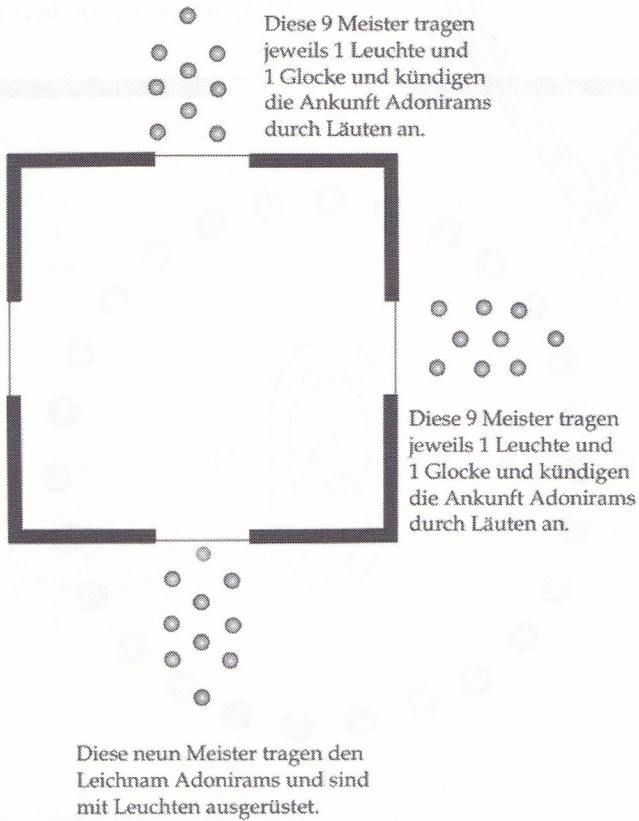 Diese 9 Meister tragen
jeweils 1 Leuchte und
1 Glocke und kündigen
die Ankunft Adonirams
durch Läuten an.
Diese 9 Meister tragen
jeweils 1 Leuchte und
1 Glocke und kündigen
die Ankunft Adonirams
durch Läuten an.
Diese neun Meister tragen den
Leichnam Adonirams und sind
mit Leuchten ausgerüstet.